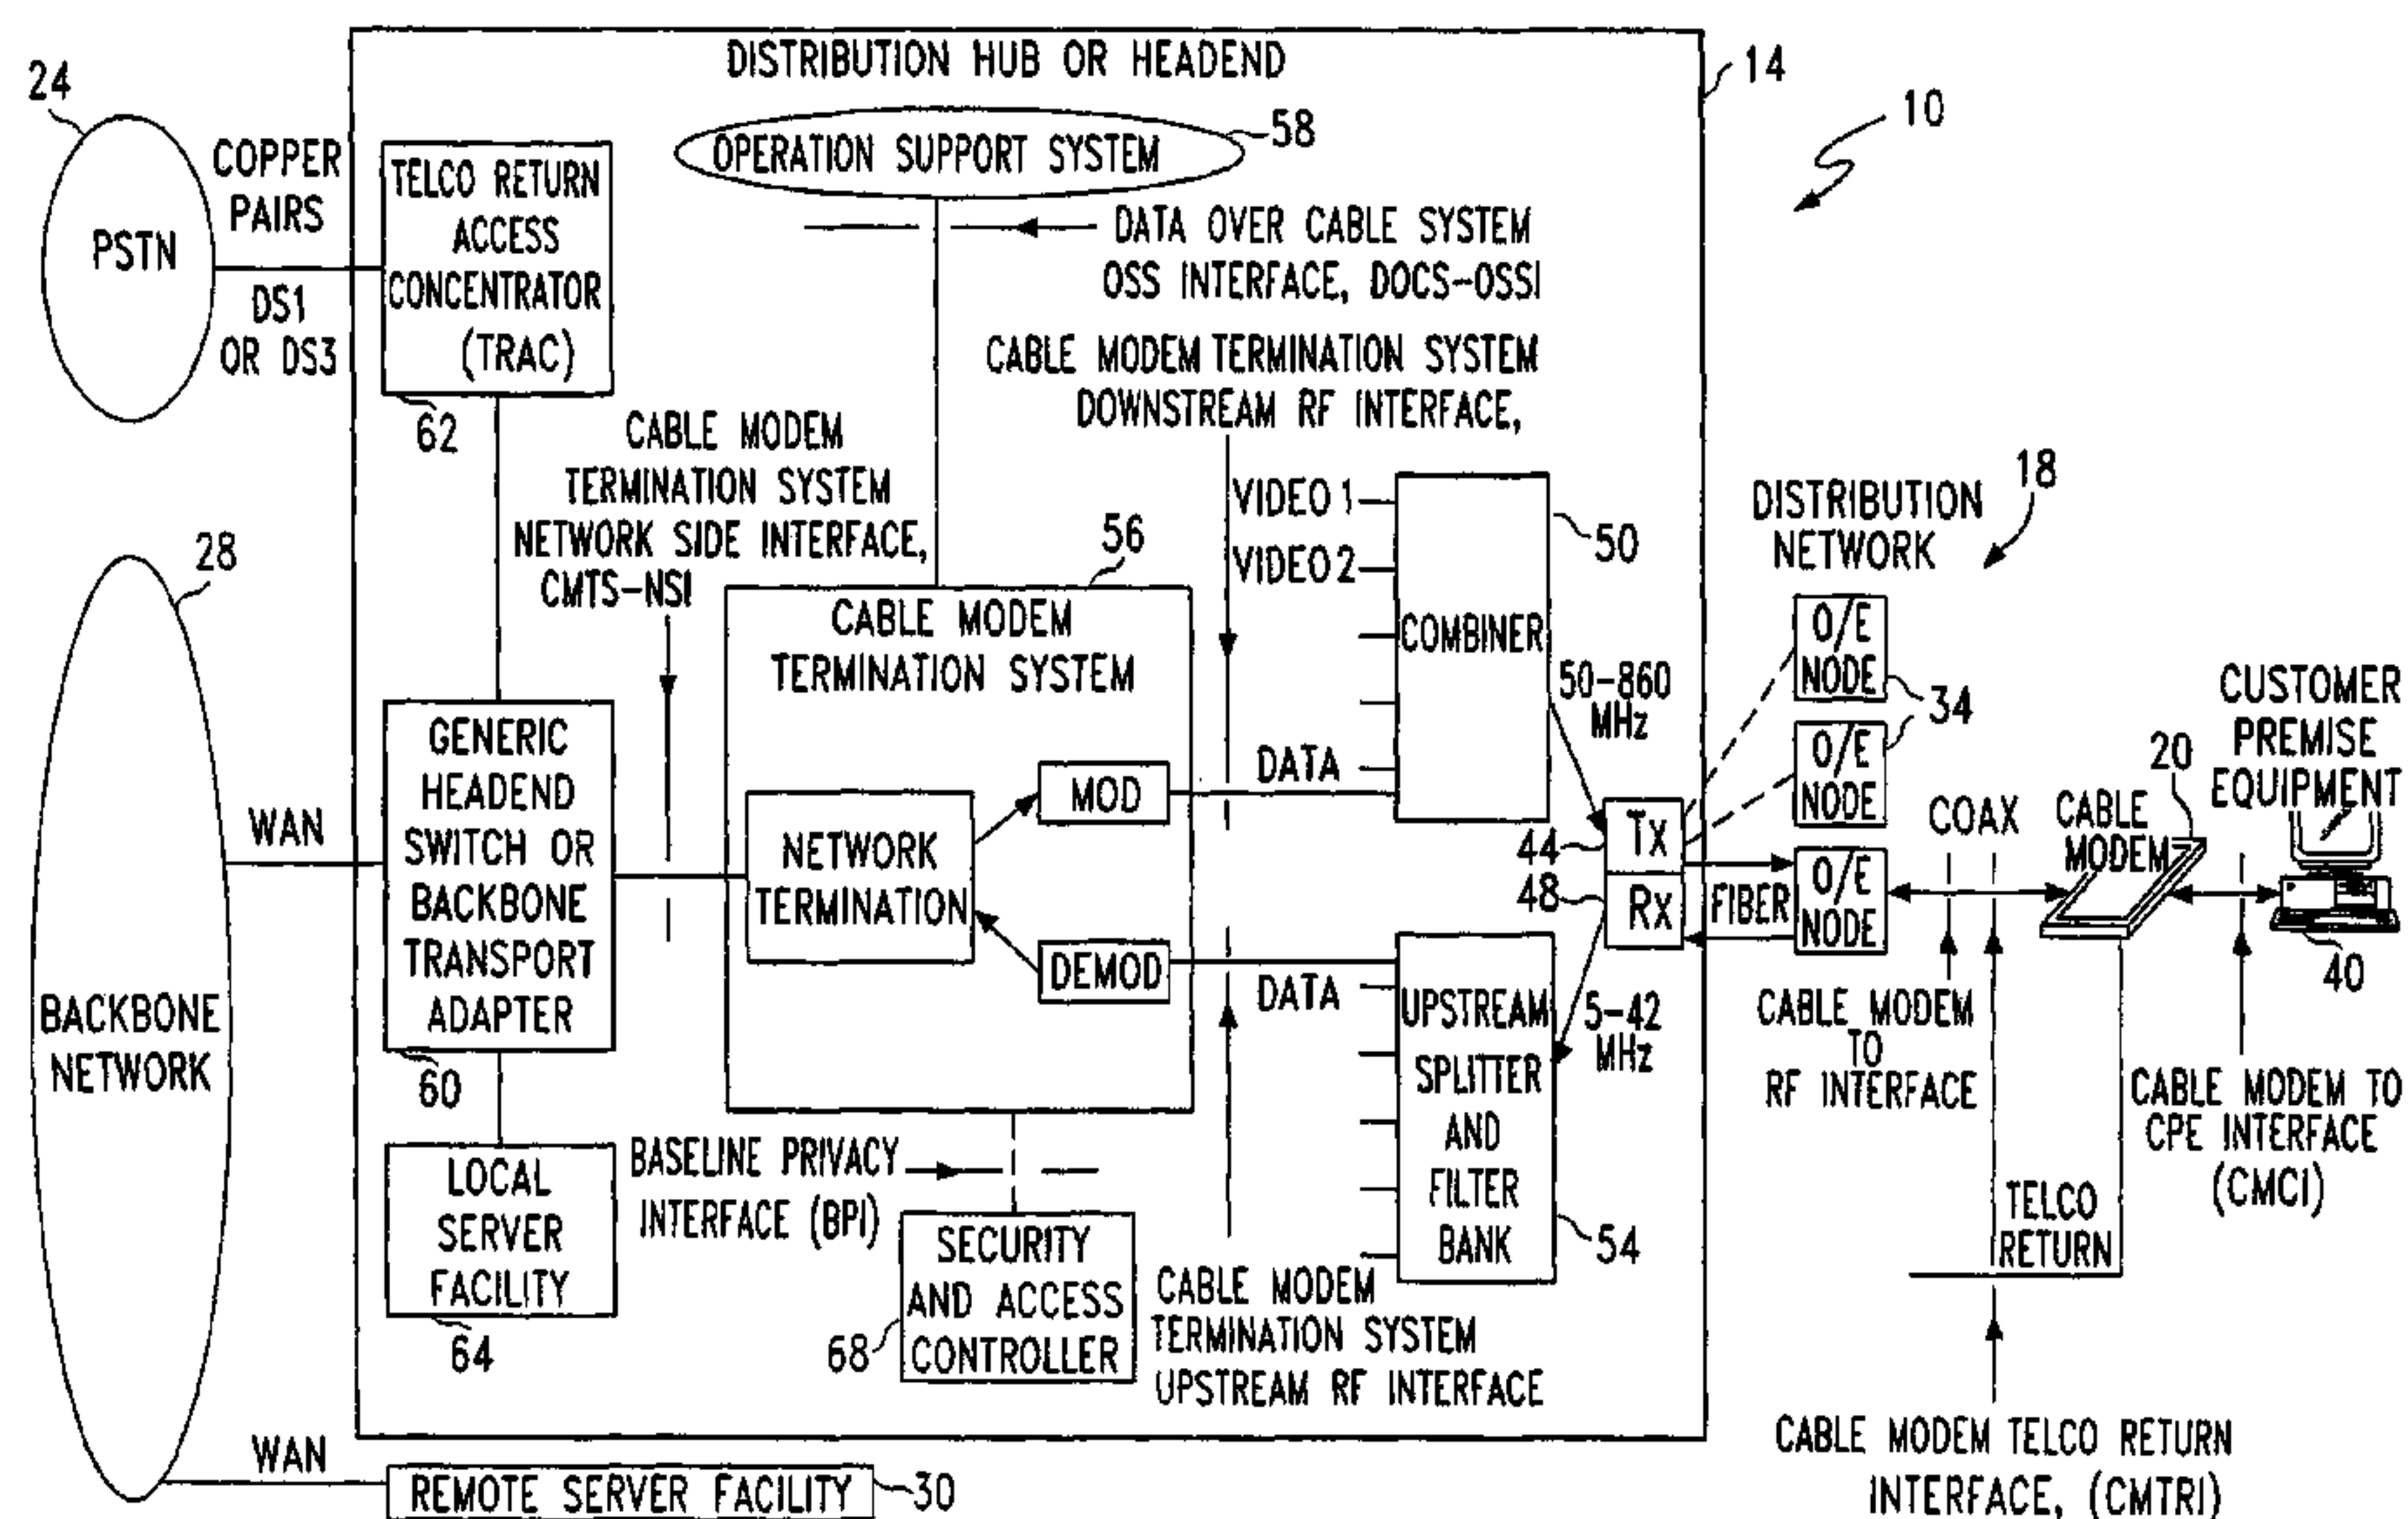 DISTRIBUTION HUB OR HEADEND
14
10
24
PSTN
COPPER
PAIRS
DS1
OR DS3
TELCO RETURN
ACCESS
CONCENTRATOR
(TRAC)
62
OPERATION SUPPORT SYSTEM
58
DATA OVER CABLE SYSTEM
OSS INTERFACE, DOCS-OSSI
CABLE MODEM TERMINATION SYSTEM
DOWNSTREAM RF INTERFACE,
CABLE MODEM
TERMINATION SYSTEM
NETWORK SIDE INTERFACE,
CMTS-NSI
VIDEO 1
VIDEO 2
COMBINER
50
56
CABLE MODEM
TERMINATION SYSTEM
NETWORK
TERMINATION
MOD
DEMOD
DATA
DATA
50-860
MHz
5-42
MHz
UPSTREAM
SPLITTER
AND
FILTER
BANK
54
28
BACKBONE
NETWORK
WAN
GENERIC
HEADEND
SWITCH OR
BACKBONE
TRANSPORT
ADAPTER
60
LOCAL
SERVER
FACILITY
64
BASELINE PRIVACY
INTERFACE (BPI)
SECURITY
AND ACCESS
CONTROLLER
68
CABLE MODEM
TERMINATION SYSTEM
UPSTREAM RF INTERFACE
WAN
REMOTE SERVER FACILITY
30
44
TX
48
RX
FIBER
DISTRIBUTION
NETWORK
18
O/E
NODE
O/E
NODE
O/E
NODE
34
COAX
CABLE
MODEM
20
CUSTOMER
PREMISE
EQUIPMENT
40
CABLE MODEM
TO
RF INTERFACE
CABLE MODEM TO
CPE INTERFACE
(CMCI)
TELCO
RETURN
CABLE MODEM TELCO RETURN
INTERFACE, (CMTRI)